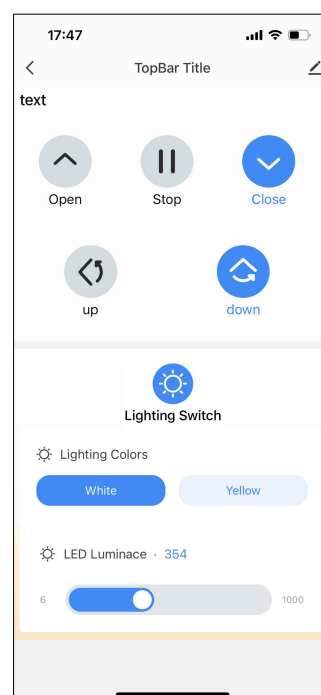 17:47
TopBar Title
text
Open Stop Close
up down
Lighting Switch
Lighting Colors
White Yellow
LED Luminace · 354
6 1000